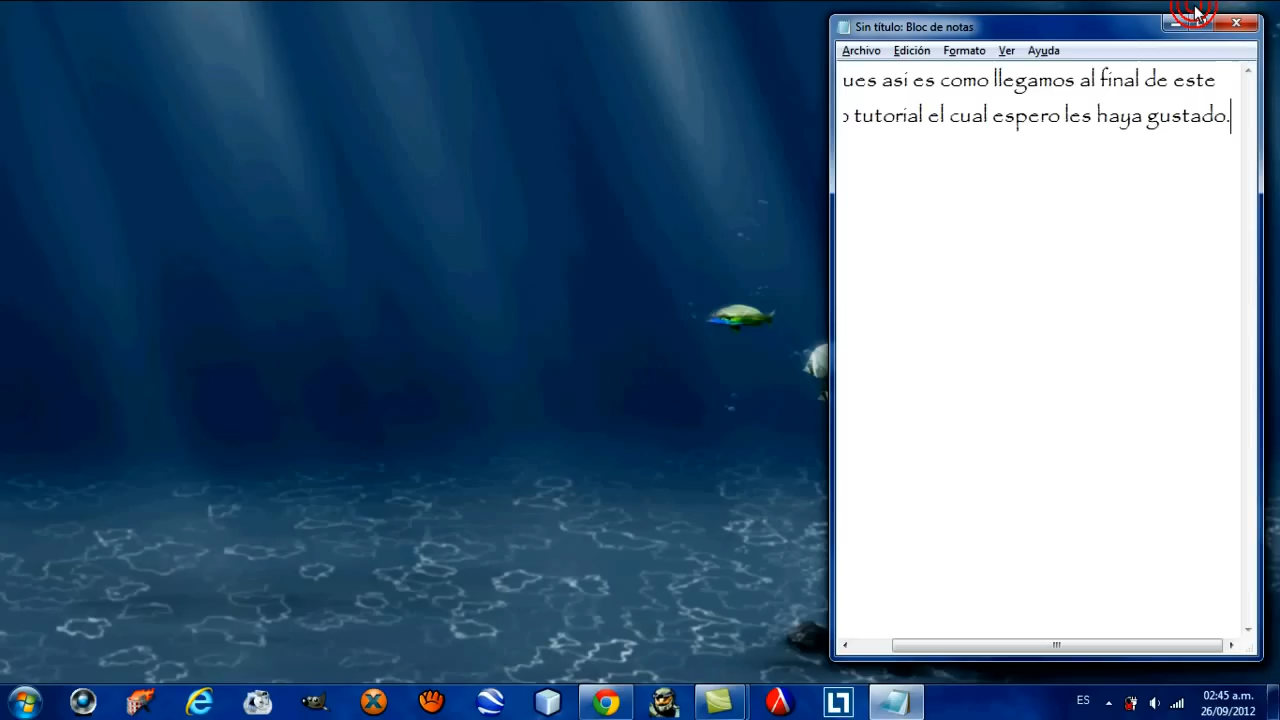 Sin título: Bloc de notas
Archivo Edición Formato Ver Ayuda
ues asi es como llegamos al final de este
o tutorial el cual espero les haya gustado.
ES
02:45 a.m.
26/09/2012